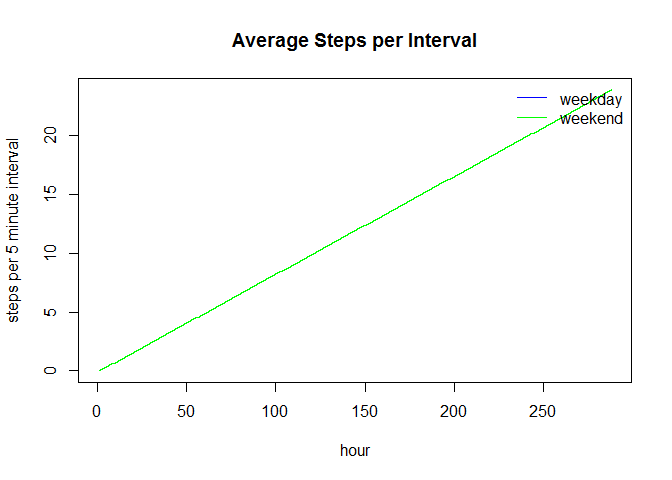 Average Steps per Interval
weekday
weekend
steps per 5 minute interval
20
15
10
5
0
0 50 100 150 200 250
hour